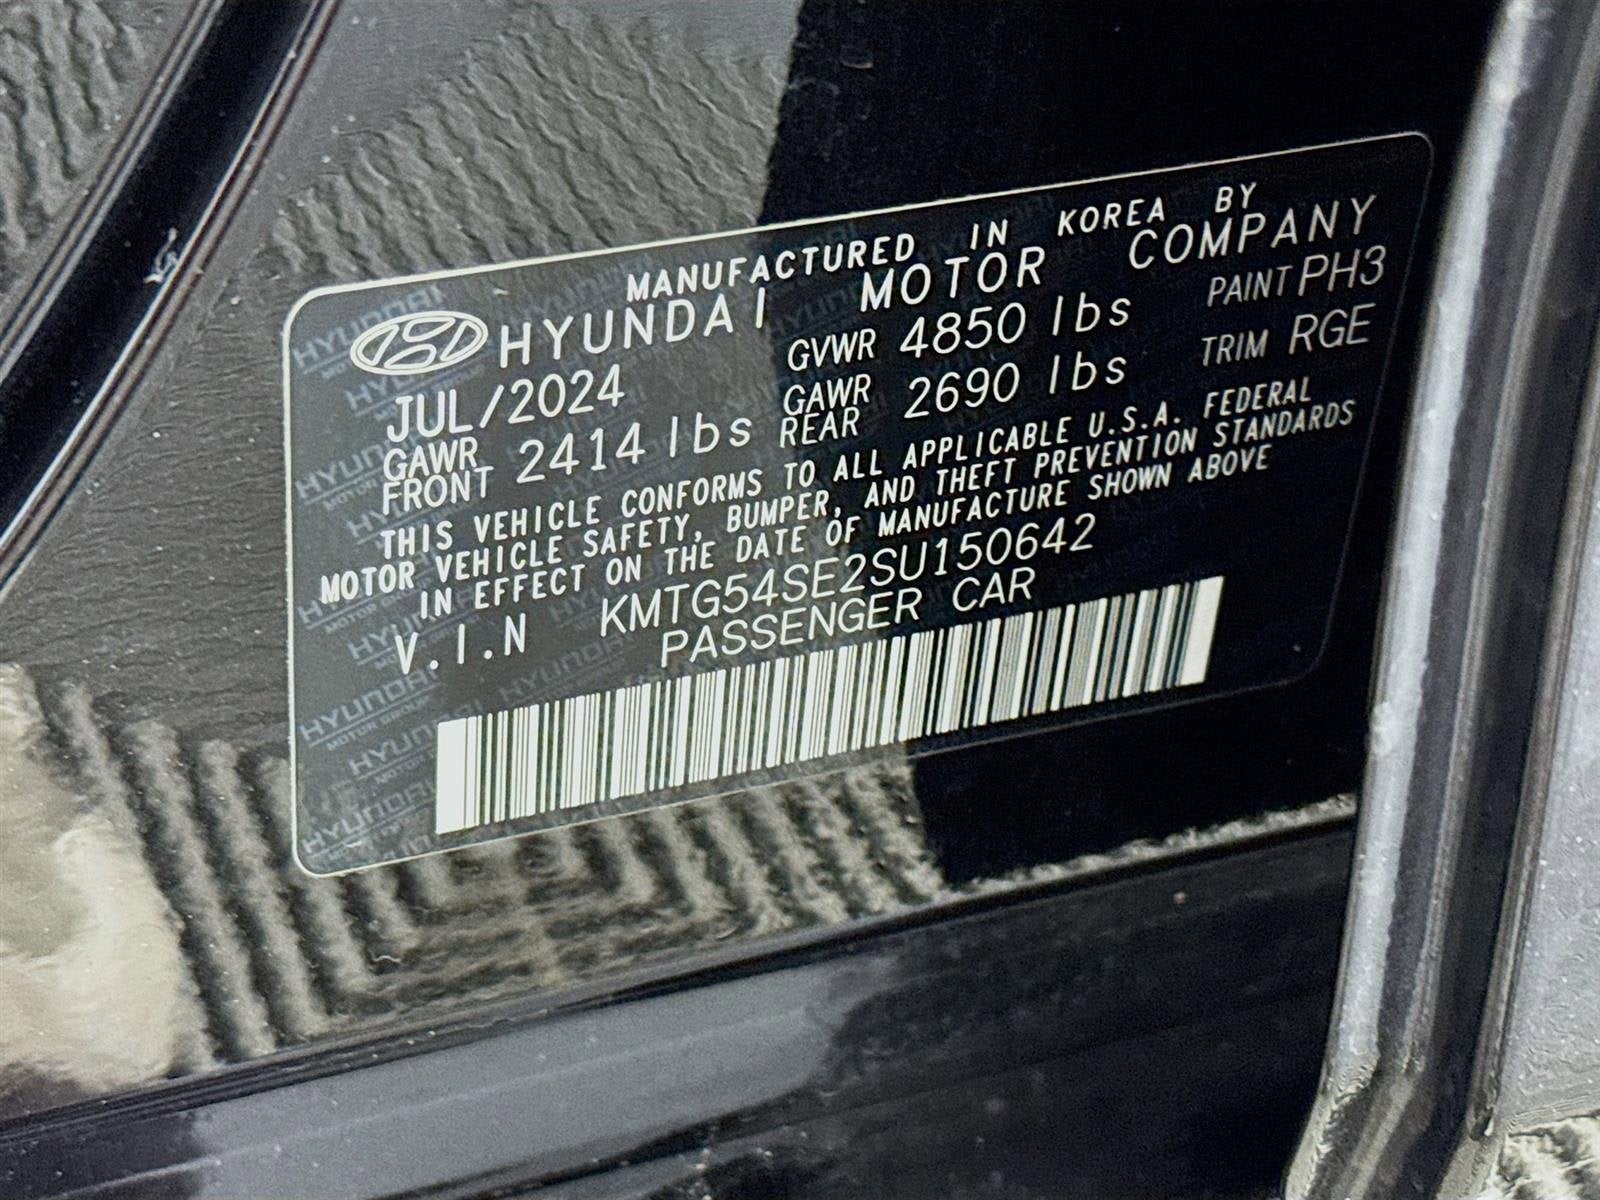 MANUFACTURED IN KOREA BY
HYUNDAI MOTOR COMPANY
JUL/2024 GVWR 4850 lbs PAINT PH3
GAWR FRONT 2414 lbs GAWR REAR 2690 lbs TRIM RGE
THIS VEHICLE CONFORMS TO ALL APPLICABLE U.S.A. FEDERAL
MOTOR VEHICLE SAFETY, BUMPER, AND THEFT PREVENTION STANDARDS
IN EFFECT ON THE DATE OF MANUFACTURE SHOWN ABOVE
V.I.N KMTG54SE2SU150642
PASSENGER CAR
HYUNDAI
MOTOR GROUP